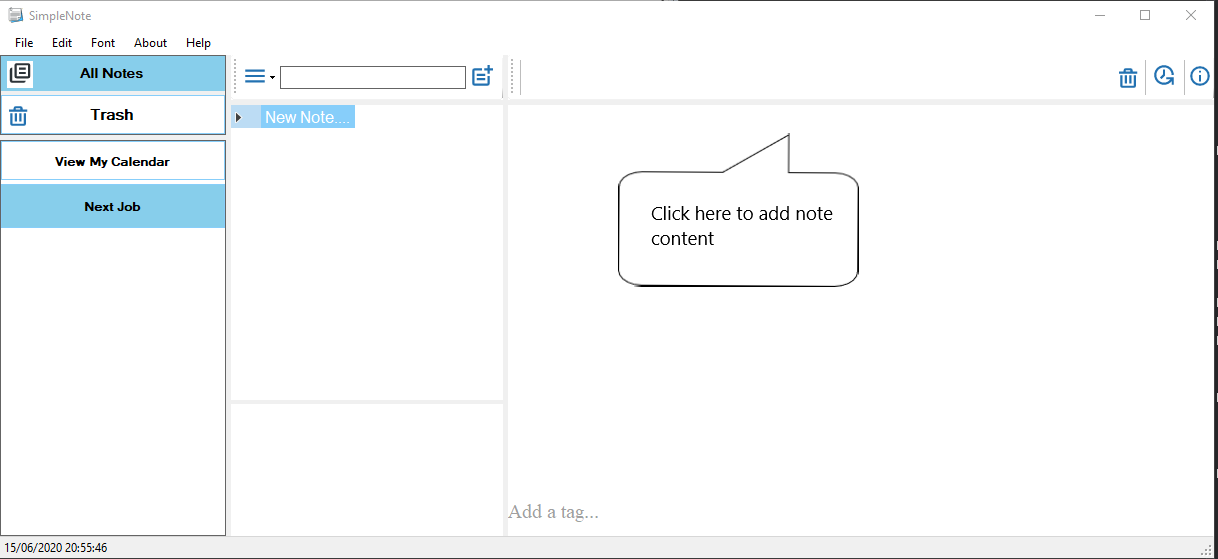 SimpleNote
File Edit Font About Help
All Notes
Trash
View My Calendar
Next Job
New Note....
Click here to add note
content
Add a tag...
15/06/2020 20:55:46